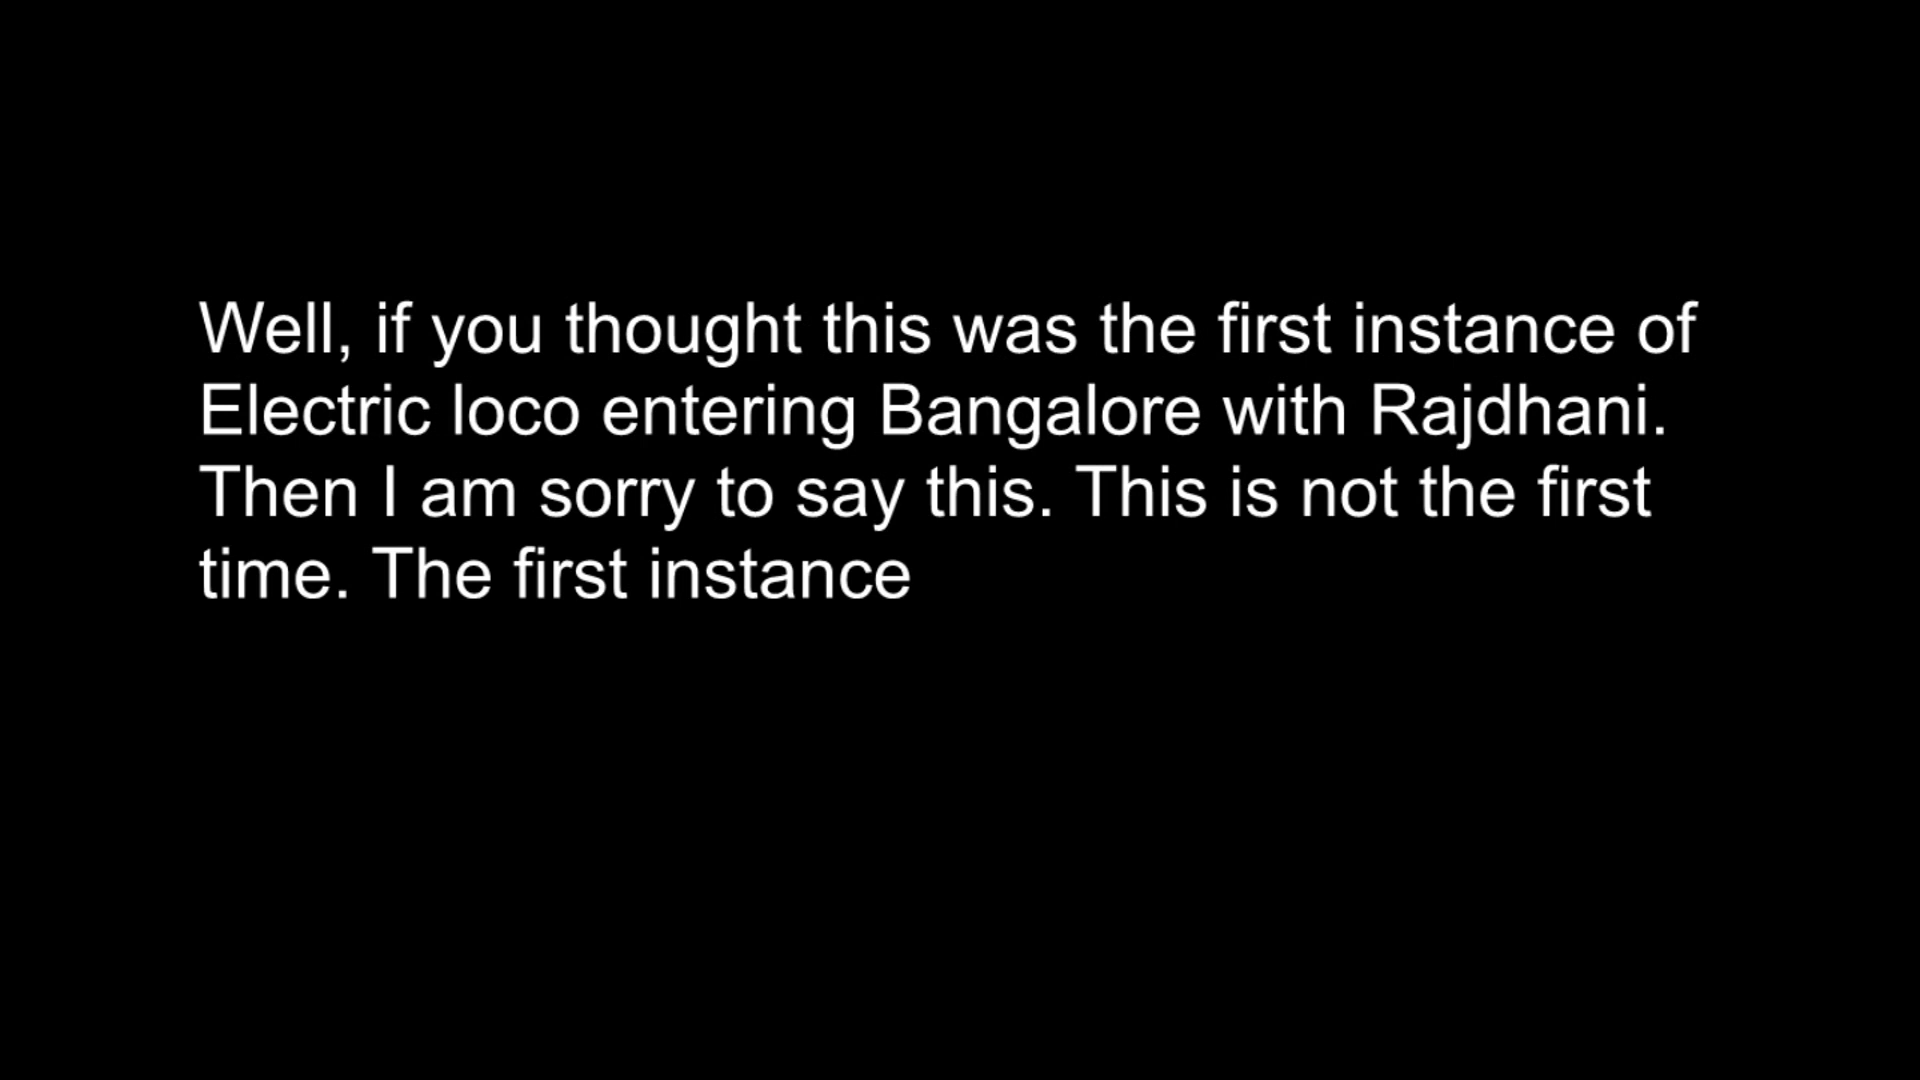 Well, if you thought this was the first instance of
Electric loco entering Bangalore with Rajdhani.
Then I am sorry to say this. This is not the first
time. The first instance